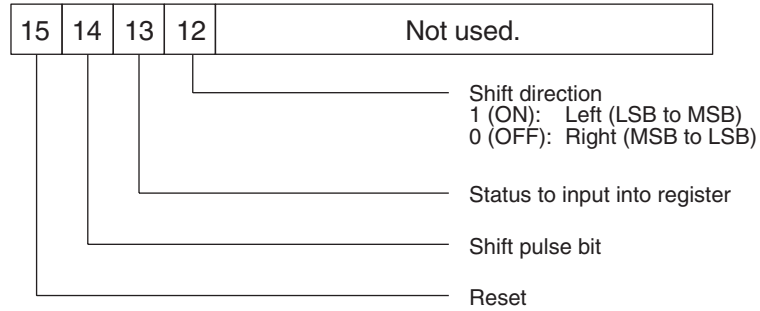 15 14 13 12 Not used.
Shift direction
1 (ON): Left (LSB to MSB)
0 (OFF): Right (MSB to LSB)
Status to input into register
Shift pulse bit
Reset